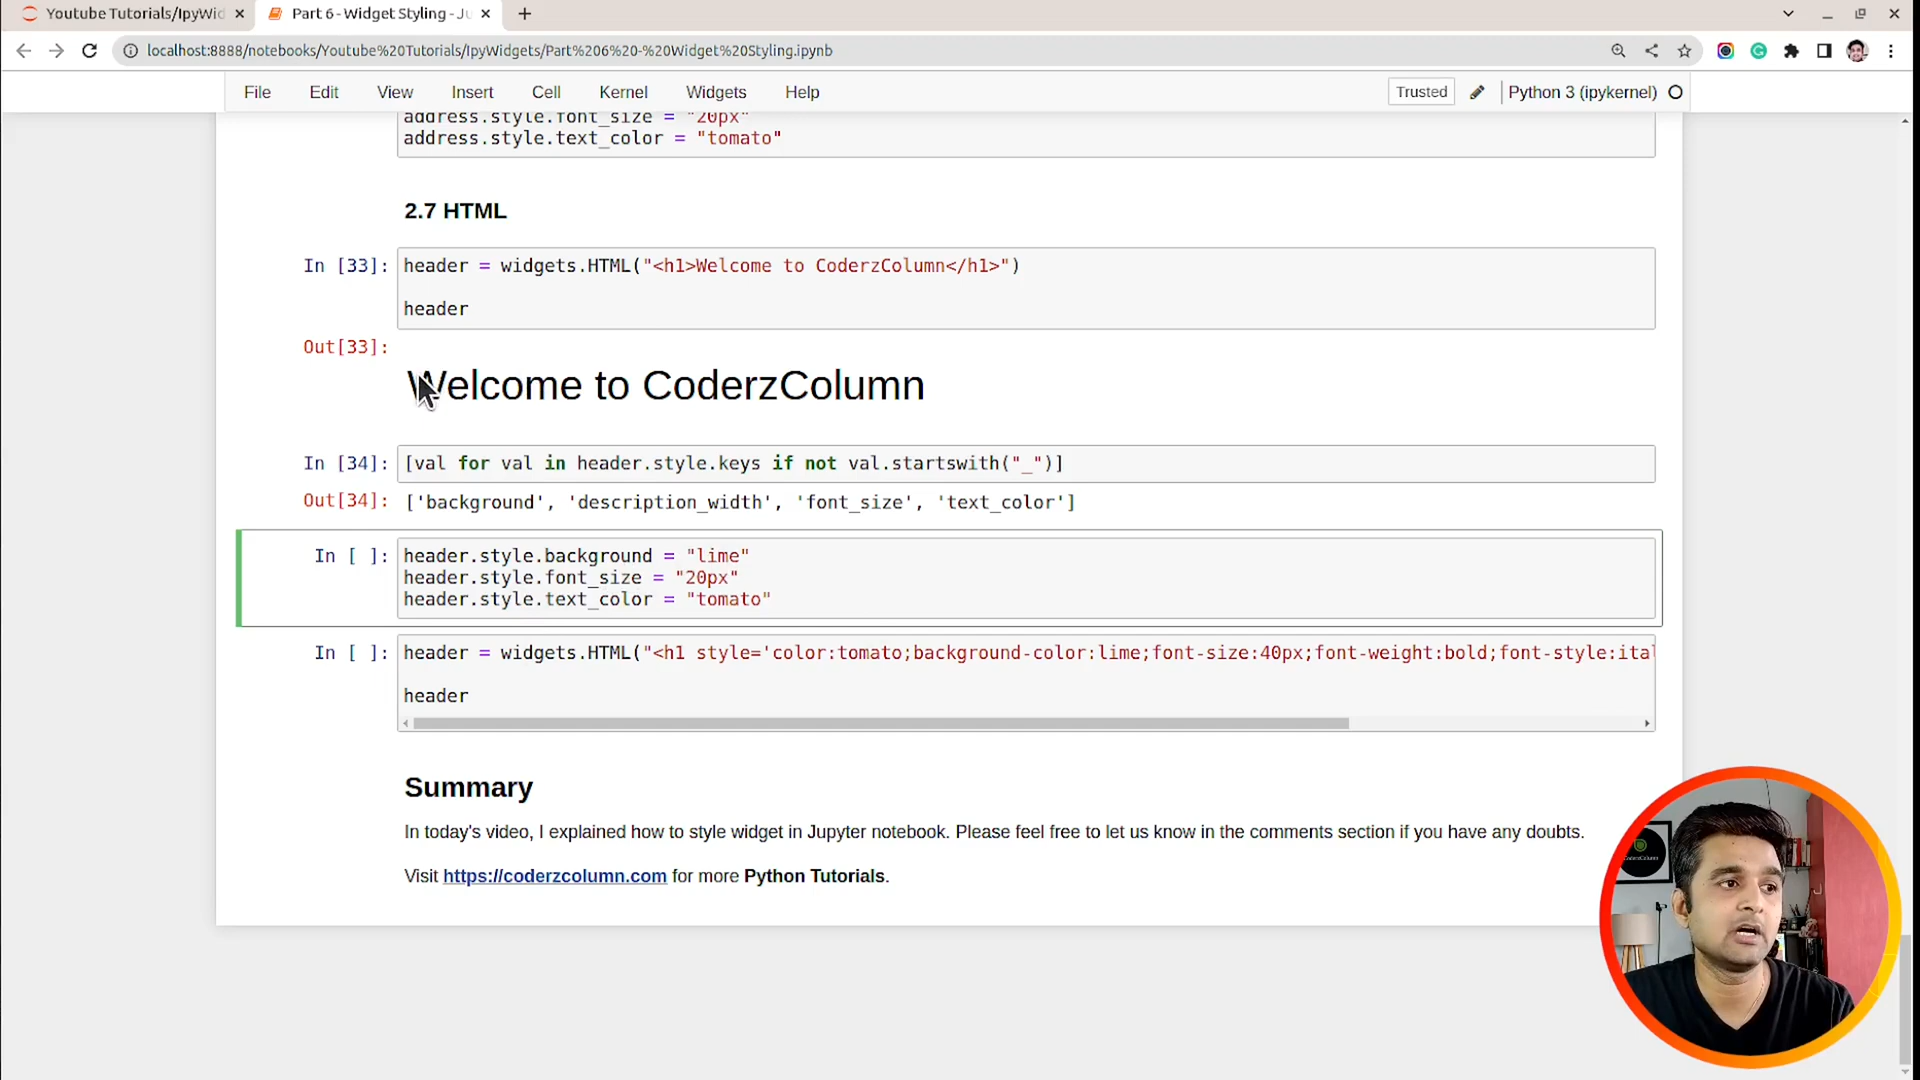 Youtube Tutorials/IpyWid
Part 6 - Widget Styling - Ju
localhost:8888/notebooks/Youtube%20Tutorials/IpyWidgets/Part%206%20-%20Widget%20Styling.ipynb
File Edit View Insert Cell Kernel Widgets Help Trusted Python 3 (ipykernel)
address.style.font_size = "20px"
address.style.text_color = "tomato"
2.7 HTML
In [33]: header = widgets.HTML("<h1>Welcome to CoderzColumn</h1>")
header
Out[33]:
Welcome to CoderzColumn
In [34]: [val for val in header.style.keys if not val.startswith("_")]
Out[34]: ['background', 'description_width', 'font_size', 'text_color']
In [ ]: header.style.background = "lime"
header.style.font_size = "20px"
header.style.text_color = "tomato"
In [ ]: header = widgets.HTML("<h1 style='color:tomato;background-color:lime;font-size:40px;font-weight:bold;font-style:ital
header
Summary
In today's video, I explained how to style widget in Jupyter notebook. Please feel free to let us know in the comments section if you have any doubts.
Visit https://coderzcolumn.com for more Python Tutorials.
CoderzColumn